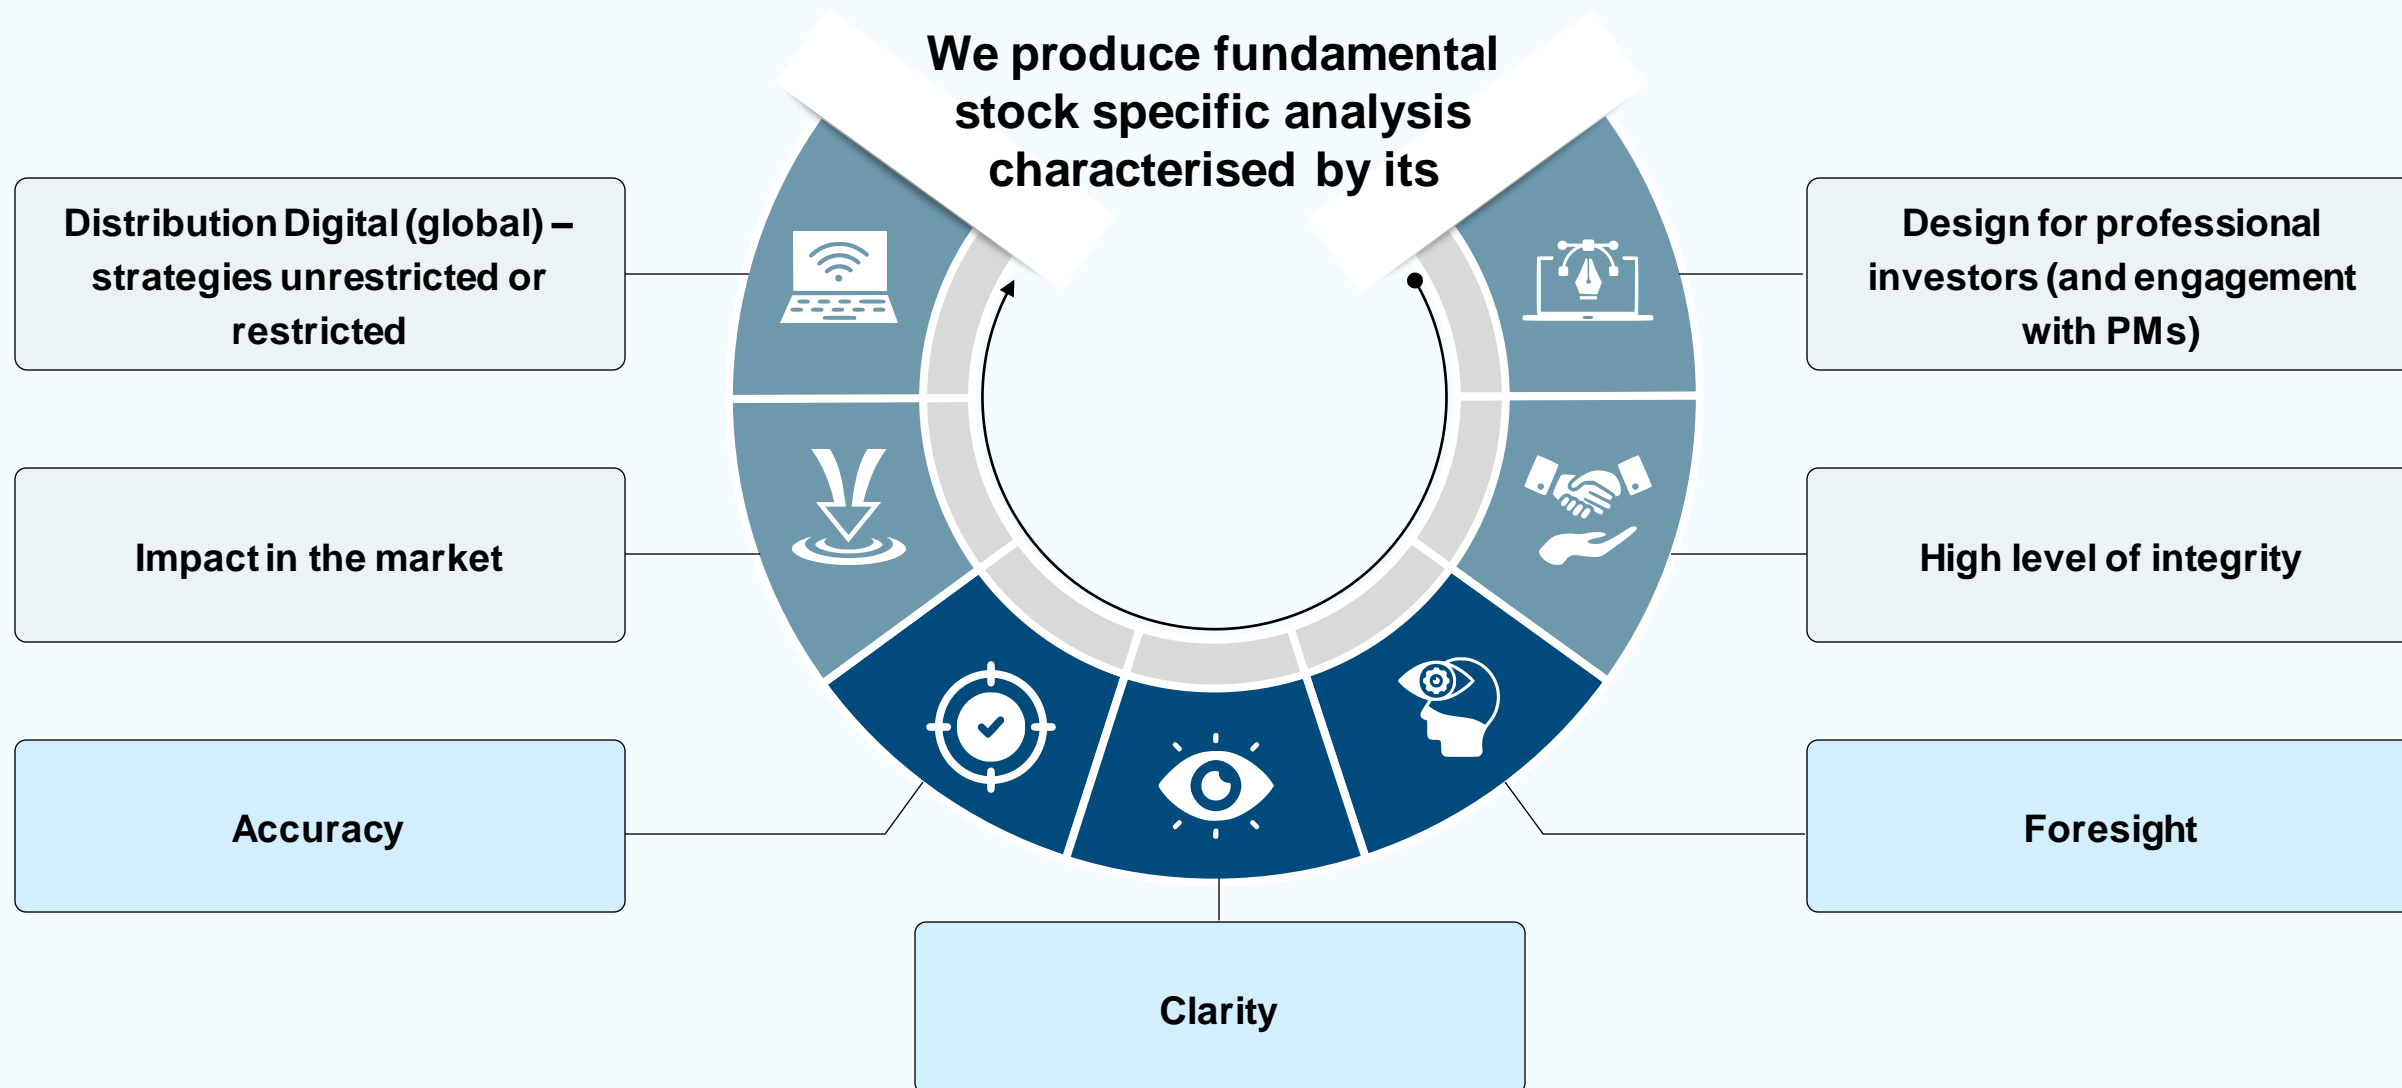 We produce fundamental
stock specific analysis
characterised by its
Distribution Digital (global) –
strategies unrestricted or
restricted
Design for professional
investors (and engagement
with PMs)
Impact in the market
High level of integrity
Accuracy
Foresight
Clarity